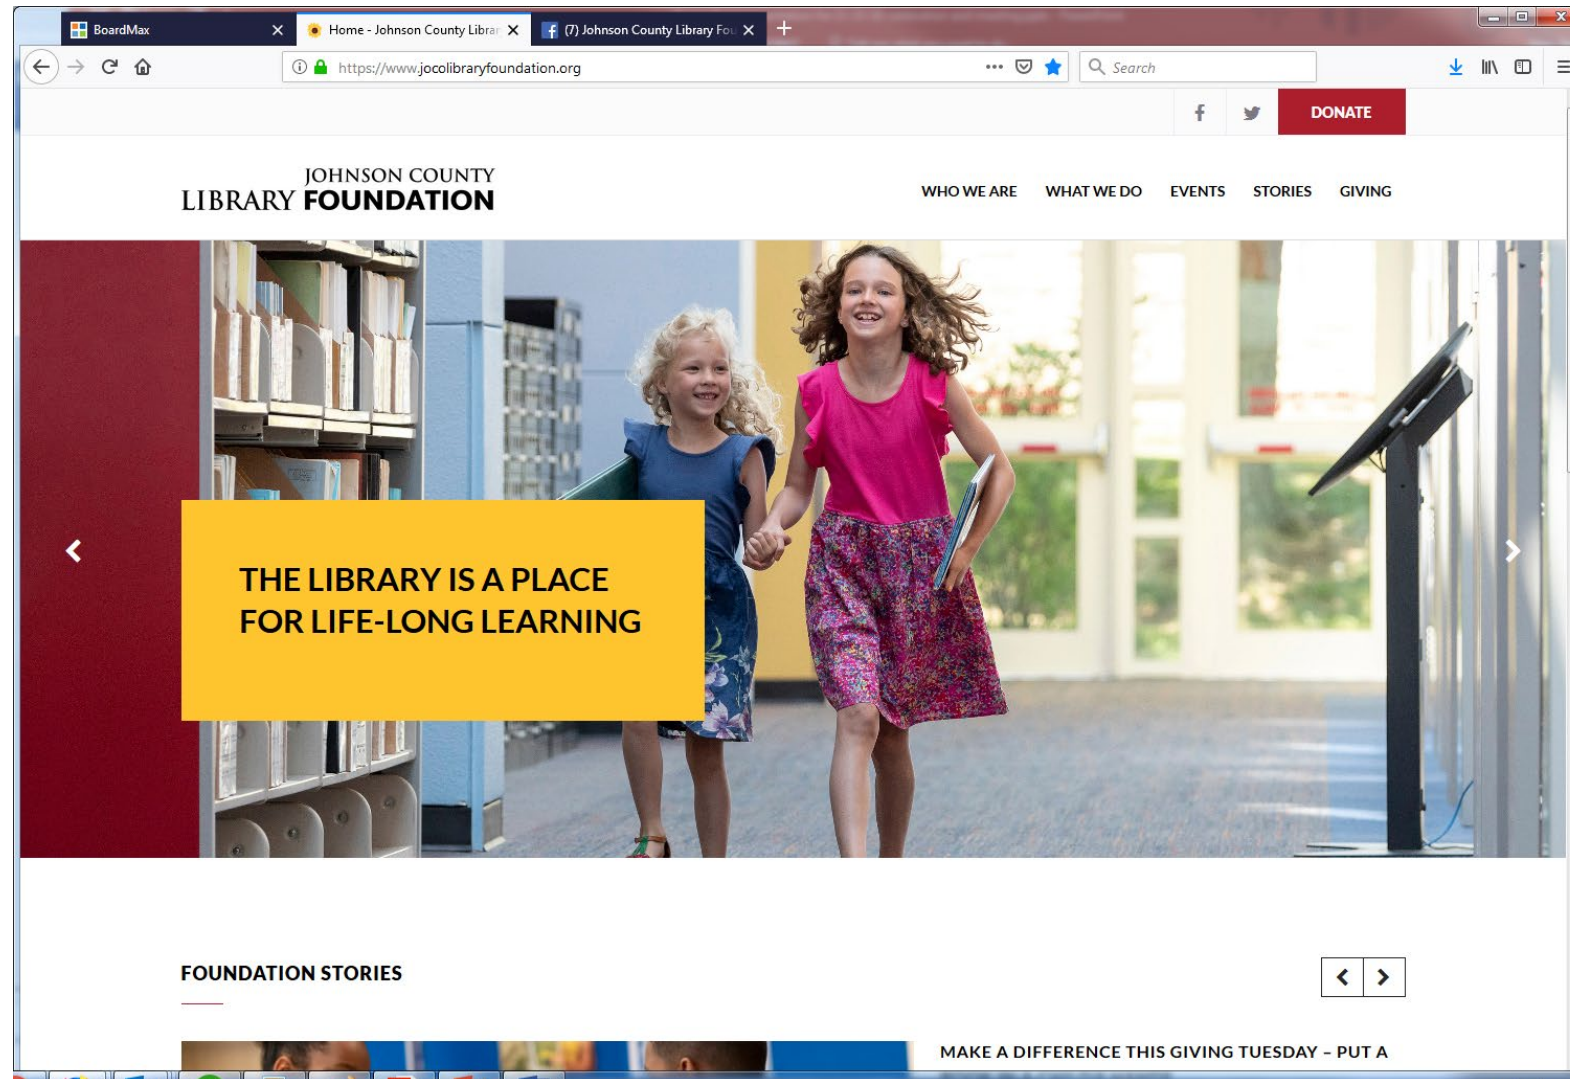 BoardMax
Home - Johnson County Librar
(7) Johnson County Library Fou
https://www.jocolibraryfoundation.org
Search
DONATE
JOHNSON COUNTY
LIBRARY FOUNDATION
WHO WE ARE WHAT WE DO EVENTS STORIES GIVING
THE LIBRARY IS A PLACE
FOR LIFE-LONG LEARNING
FOUNDATION STORIES
MAKE A DIFFERENCE THIS GIVING TUESDAY – PUT A